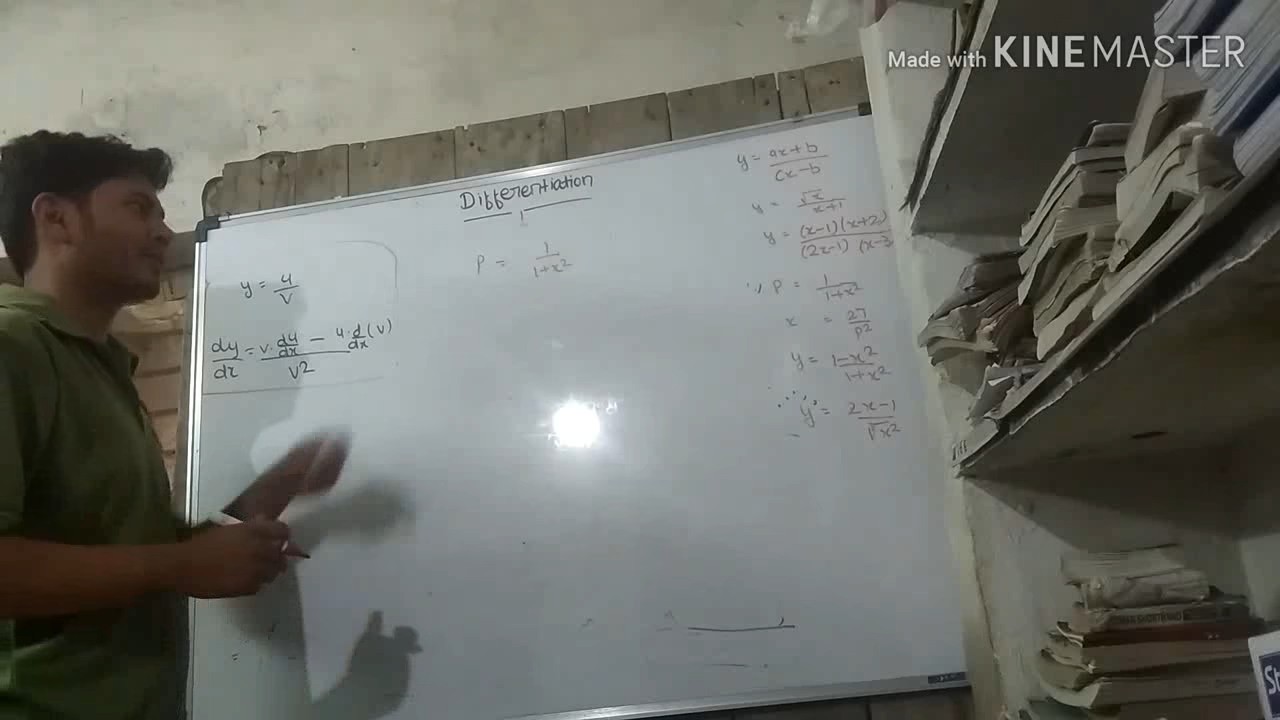 Made with KINEMASTER
Differentiation
y = u/v
dy/dx = (v·du/dx − u·d/dx(v))/v²
P = 1/(1+x²)
y = (ax+b)/(cx−b)
y = √x/(x+1)
y = (x−1)(x+2)/(2x−1)(x−3)
P = 1/(1+x²)
x = 27/p²
y = (1−x²)/(1+x²)
y = (2x−1)/√x²